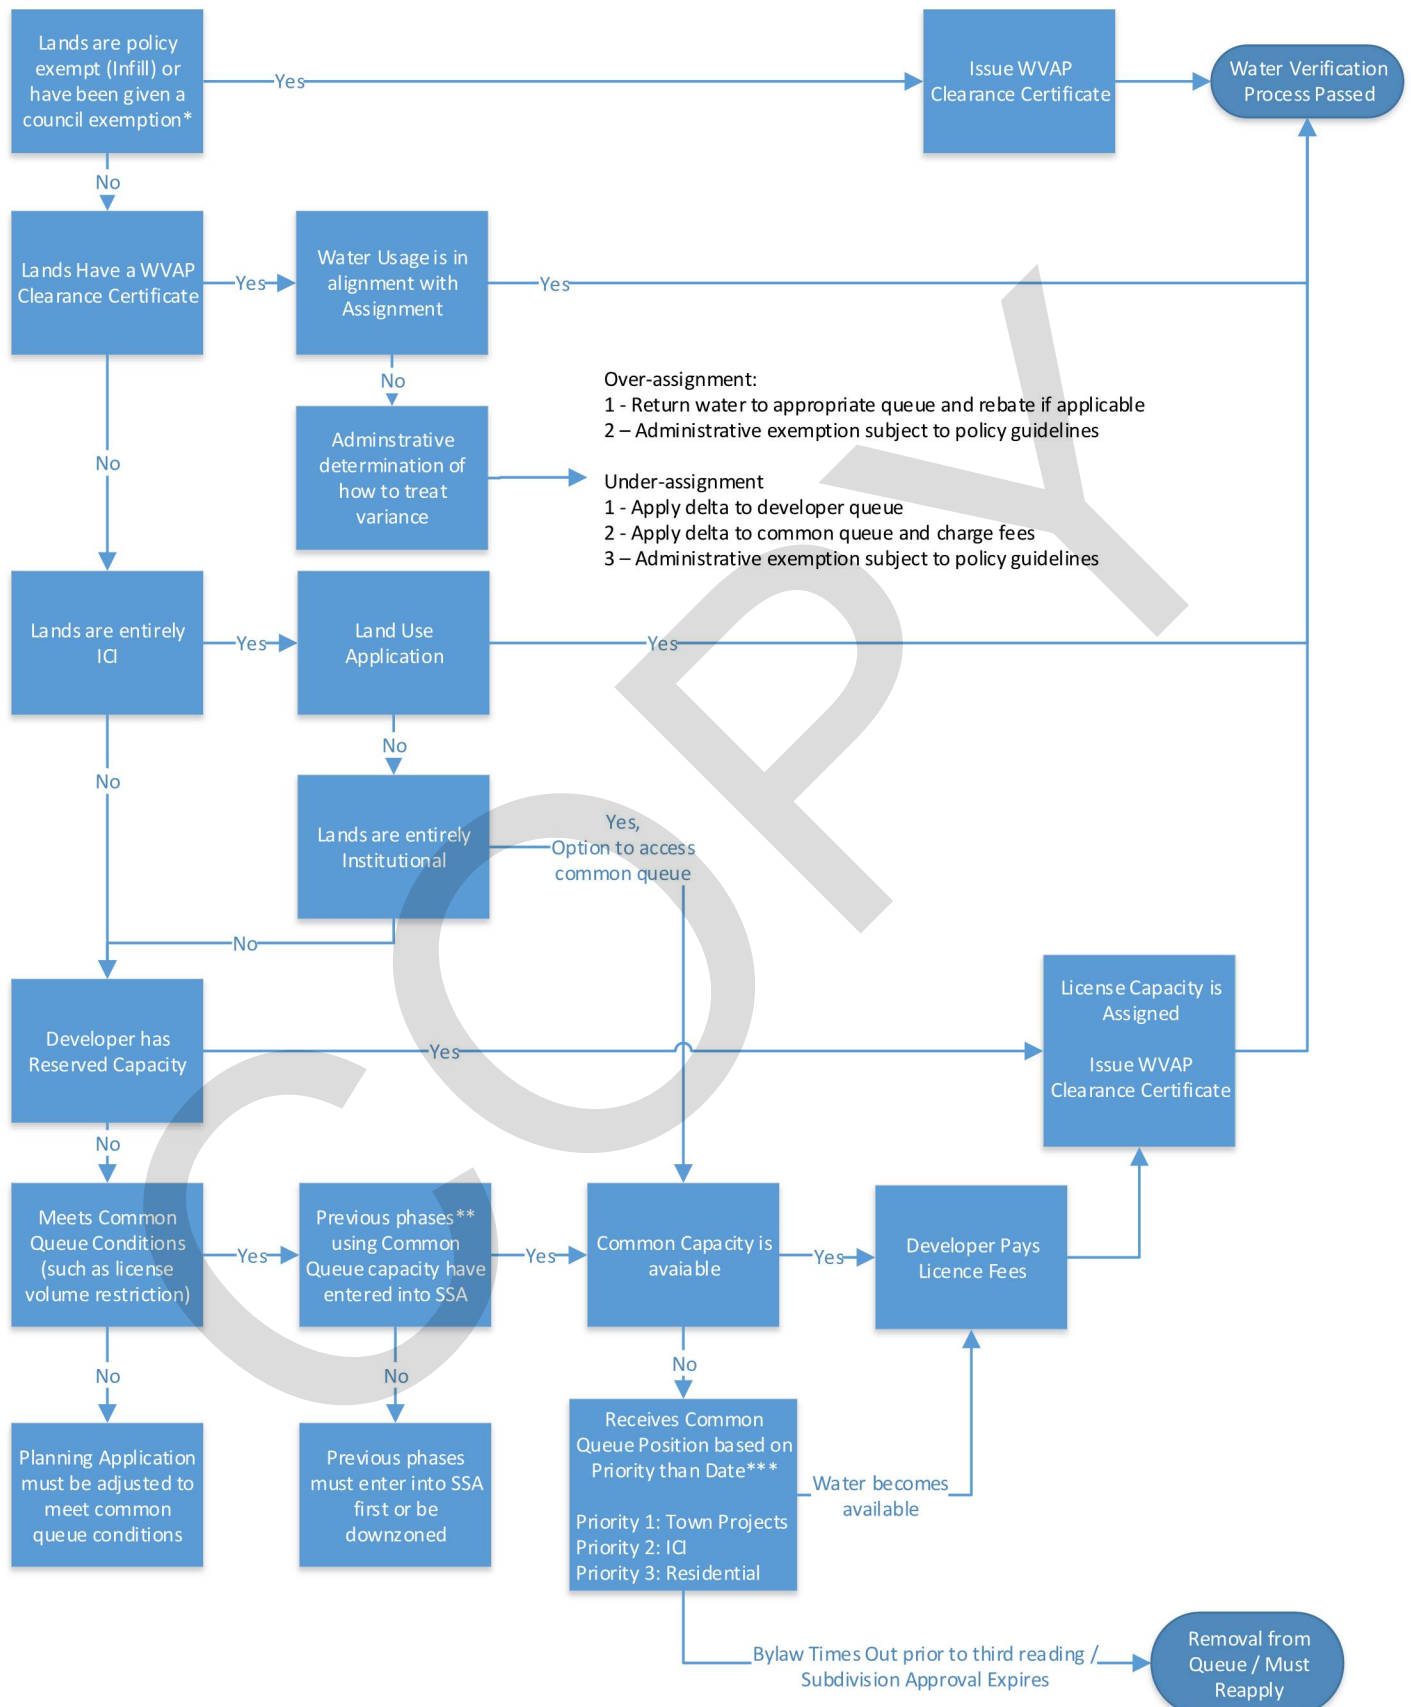 Lands are policy
exempt (Infill) or
have been given a
council exemption*
Yes
Issue WVAP
Clearance Certificate
Water Verification
Process Passed
No
Lands Have a WVAP
Clearance Certificate
Yes
Water Usage is in
alignment with
Assignment
Yes
No
No
Adminstrative
determination of
how to treat
variance
Over-assignment:
1 - Return water to appropriate queue and rebate if applicable
2 – Administrative exemption subject to policy guidelines
Under-assignment
1 - Apply delta to developer queue
2 - Apply delta to common queue and charge fees
3 – Administrative exemption subject to policy guidelines
Lands are entirely
ICI
Yes
Land Use
Application
Yes
No
No
Lands are entirely
Institutional
Yes,
Option to access
common queue
No
Developer has
Reserved Capacity
Yes
License Capacity is
Assigned
Issue WVAP
Clearance Certificate
No
Meets Common
Queue Conditions
(such as license
volume restriction)
Yes
Previous phases**
using Common
Queue capacity have
entered into SSA
Yes
Common Capacity is
avaiable
Yes
Developer Pays
Licence Fees
No
No
No
Planning Application
must be adjusted to
meet common
queue conditions
Previous phases
must enter into SSA
first or be
downzoned
Receives Common
Queue Position based on
Priority than Date***
Priority 1: Town Projects
Priority 2: ICI
Priority 3: Residential
Water becomes
available
Bylaw Times Out prior to third reading /
Subdivision Approval Expires
Removal from
Queue / Must
Reapply
COPY